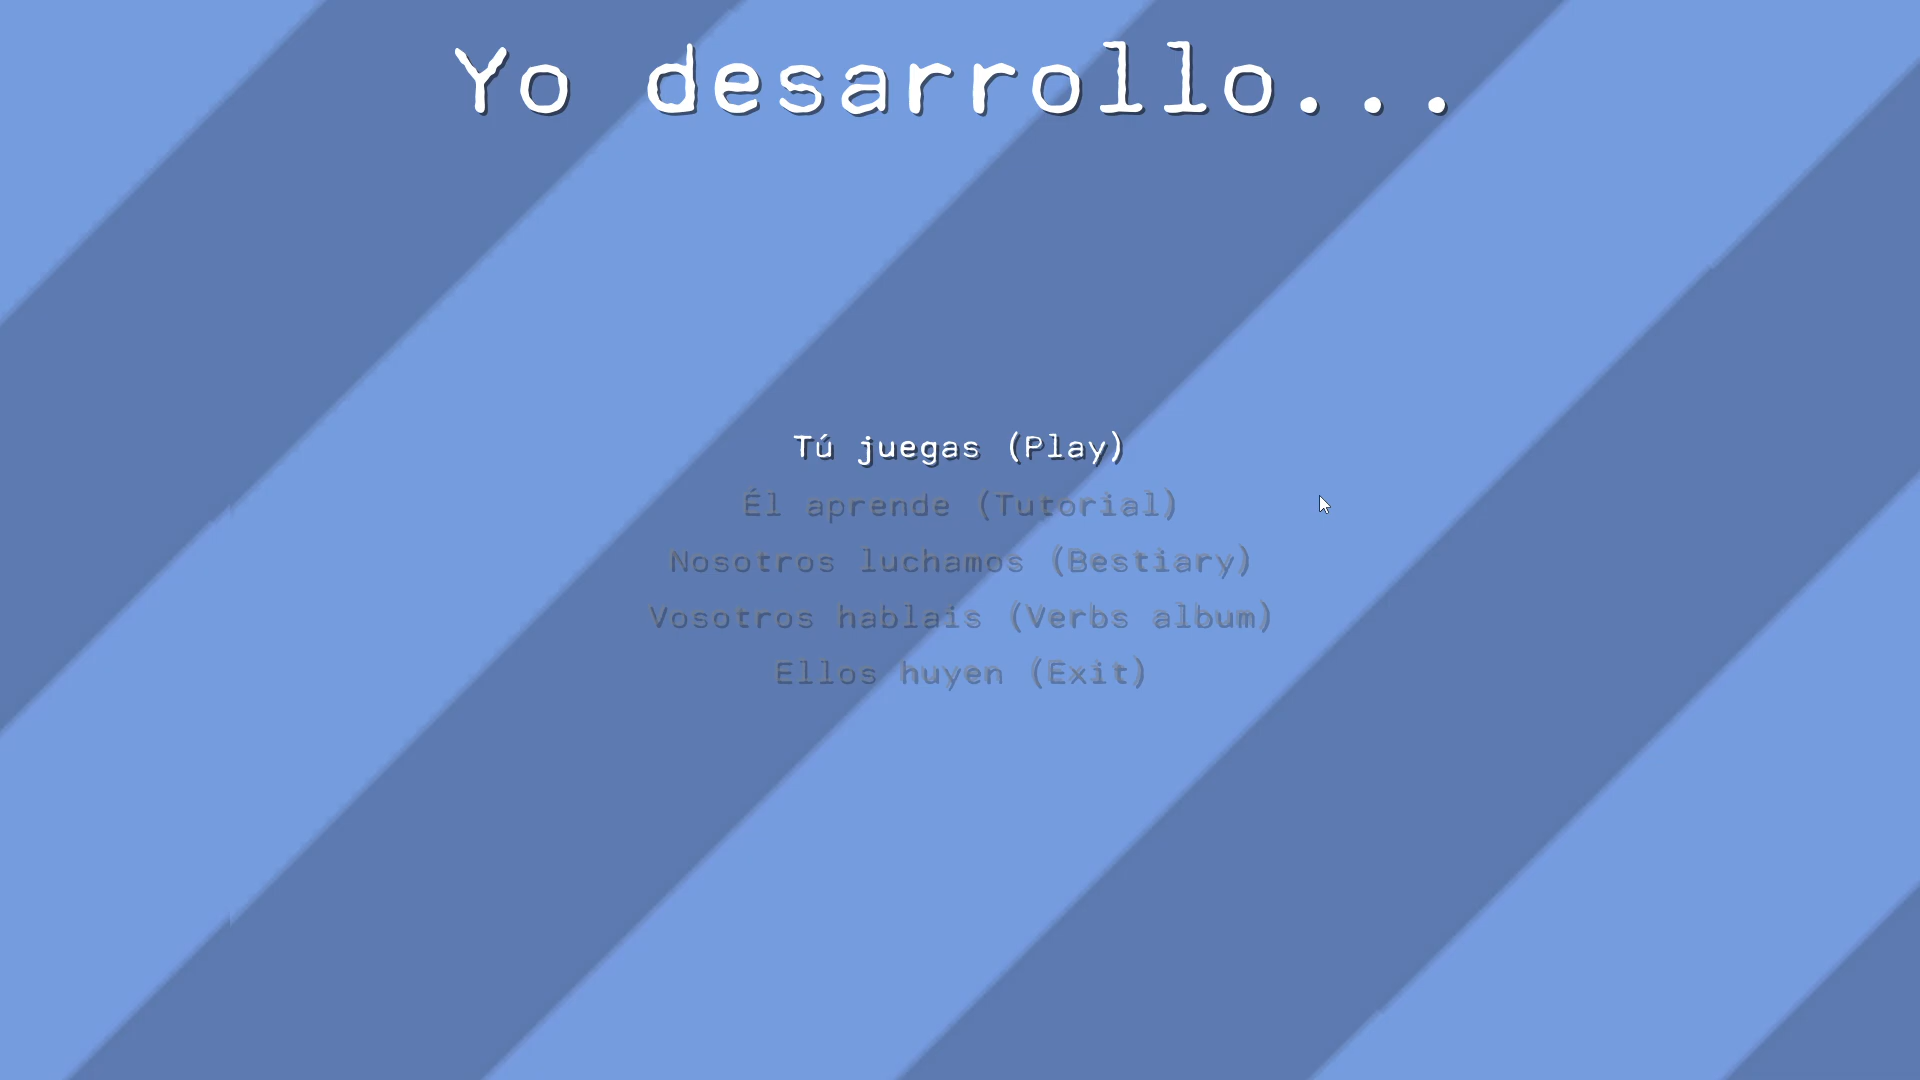 Yo desarrollo...
Tú juegas (Play)
Él aprende (Tutorial)
Nosotros luchamos (Bestiary)
Vosotros hablais (Verbs album)
Ellos huyen (Exit)